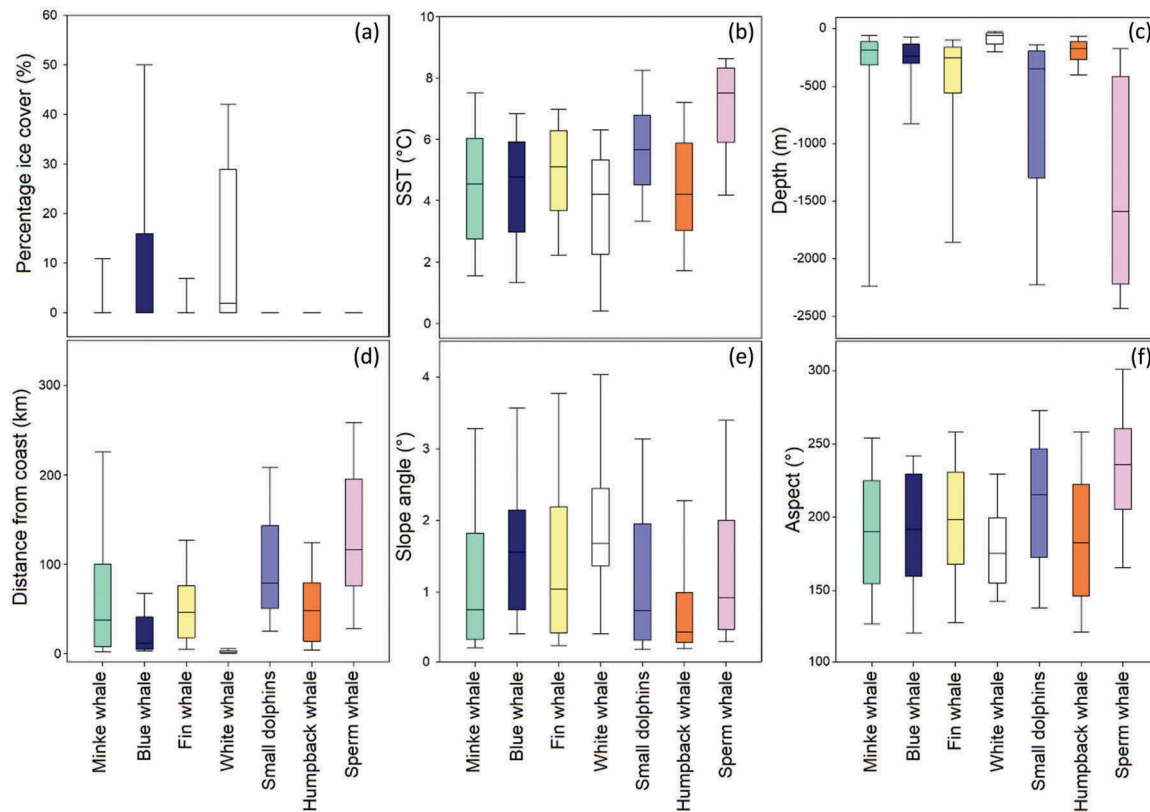 (a)
Percentage ice cover (%)
60
50
40
30
20
10
0
(b)
SST (°C)
10
8
6
4
2
0
(c)
Depth (m)
0
-500
-1000
-1500
-2000
-2500
(d)
Distance from coast (km)
300
200
100
0
Minke whale
Blue whale
Fin whale
White whale
Small dolphins
Humpback whale
Sperm whale
(e)
Slope angle (°)
4
3
2
1
0
Minke whale
Blue whale
Fin whale
White whale
Small dolphins
Humpback whale
Sperm whale
(f)
Aspect (°)
300
250
200
150
100
Minke whale
Blue whale
Fin whale
White whale
Small dolphins
Humpback whale
Sperm whale